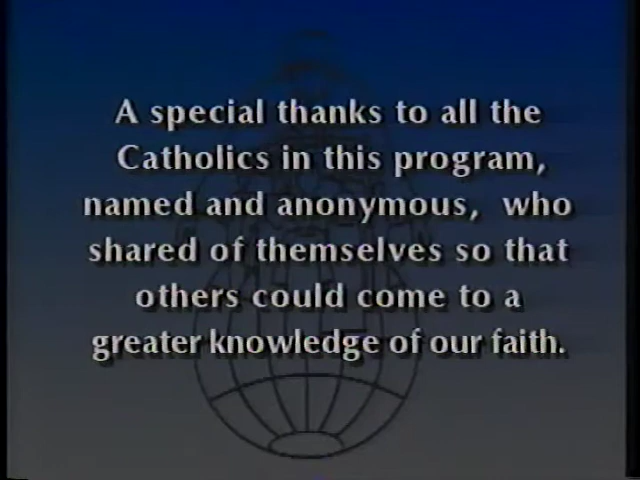 A special thanks to all the
Catholics in this program,
named and anonymous, who
shared of themselves so that
others could come to a
greater knowledge of our faith.